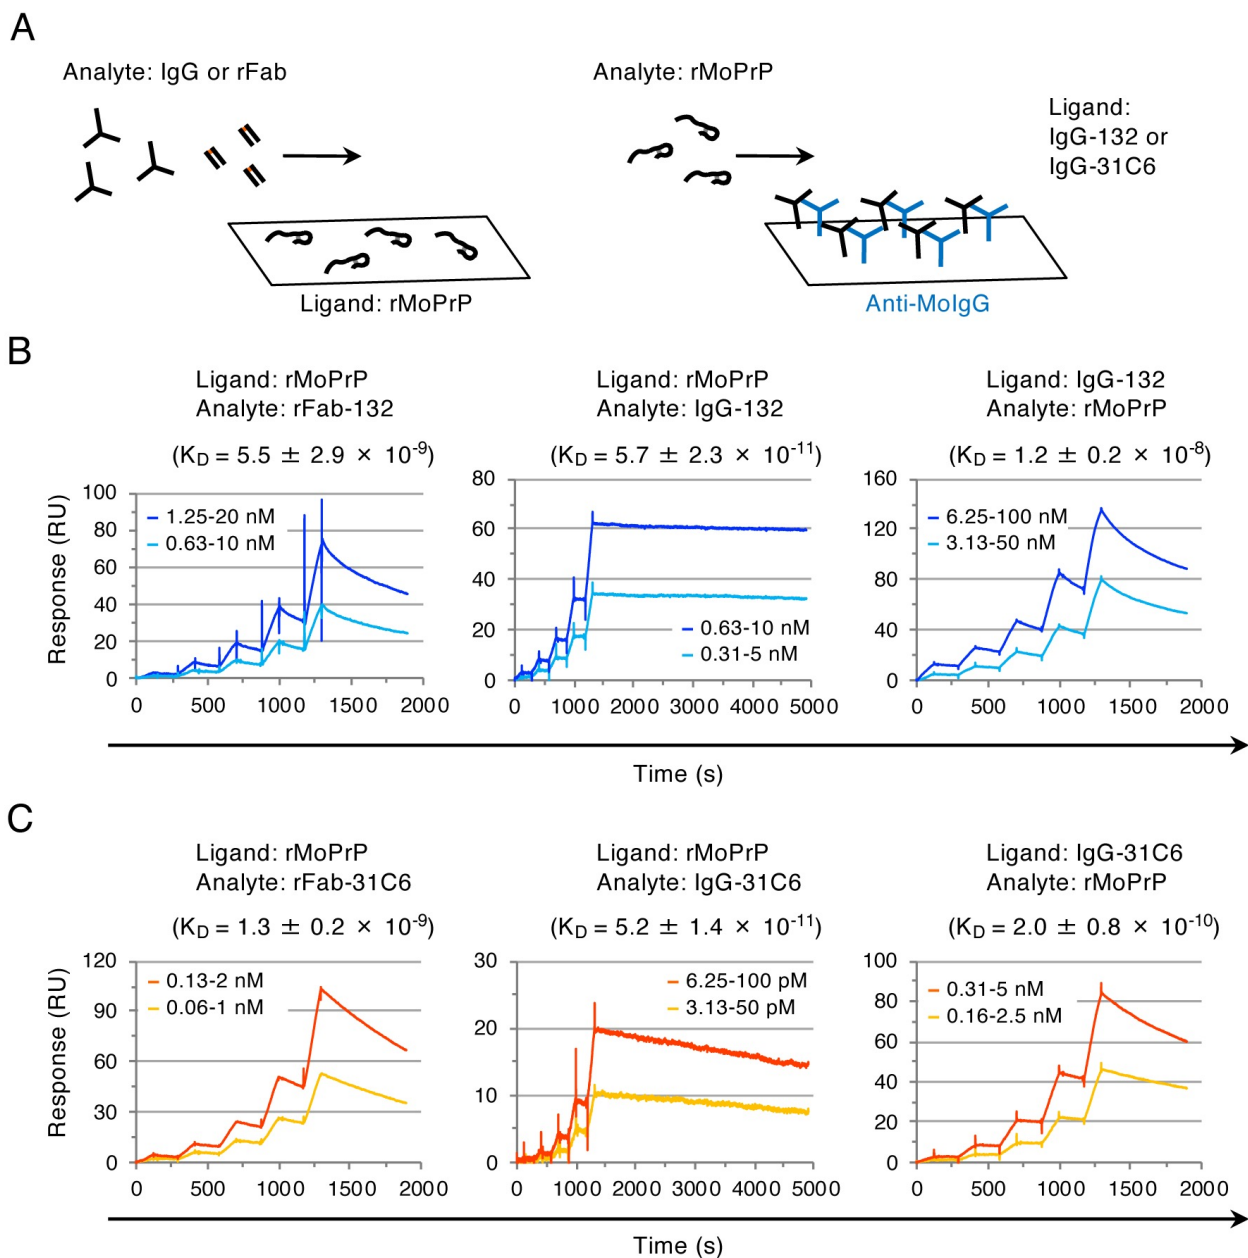 A
Analyte: IgG or rFab
Analyte: rMoPrP
Ligand:
IgG-132 or
IgG-31C6
Ligand: rMoPrP
Anti-MoIgG
B
Ligand: rMoPrP
Analyte: rFab-132
(KD = 5.5 ± 2.9 × 10-9)
Ligand: rMoPrP
Analyte: IgG-132
(KD = 5.7 ± 2.3 × 10-11)
Ligand: IgG-132
Analyte: rMoPrP
(KD = 1.2 ± 0.2 × 10-8)
Response (RU)
100
80
60
40
20
0
1.25-20 nM
0.63-10 nM
0 500 1000 1500 2000
80
60
40
20
0
0.63-10 nM
0.31-5 nM
0 1000 2000 3000 4000 5000
160
120
80
40
0
6.25-100 nM
3.13-50 nM
0 500 1000 1500 2000
Time (s)
C
Ligand: rMoPrP
Analyte: rFab-31C6
(KD = 1.3 ± 0.2 × 10-9)
Ligand: rMoPrP
Analyte: IgG-31C6
(KD = 5.2 ± 1.4 × 10-11)
Ligand: IgG-31C6
Analyte: rMoPrP
(KD = 2.0 ± 0.8 × 10-10)
Response (RU)
120
90
60
30
0
0.13-2 nM
0.06-1 nM
0 500 1000 1500 2000
30
20
10
0
6.25-100 pM
3.13-50 pM
0 1000 2000 3000 4000 5000
100
80
60
40
20
0
0.31-5 nM
0.16-2.5 nM
0 500 1000 1500 2000
Time (s)